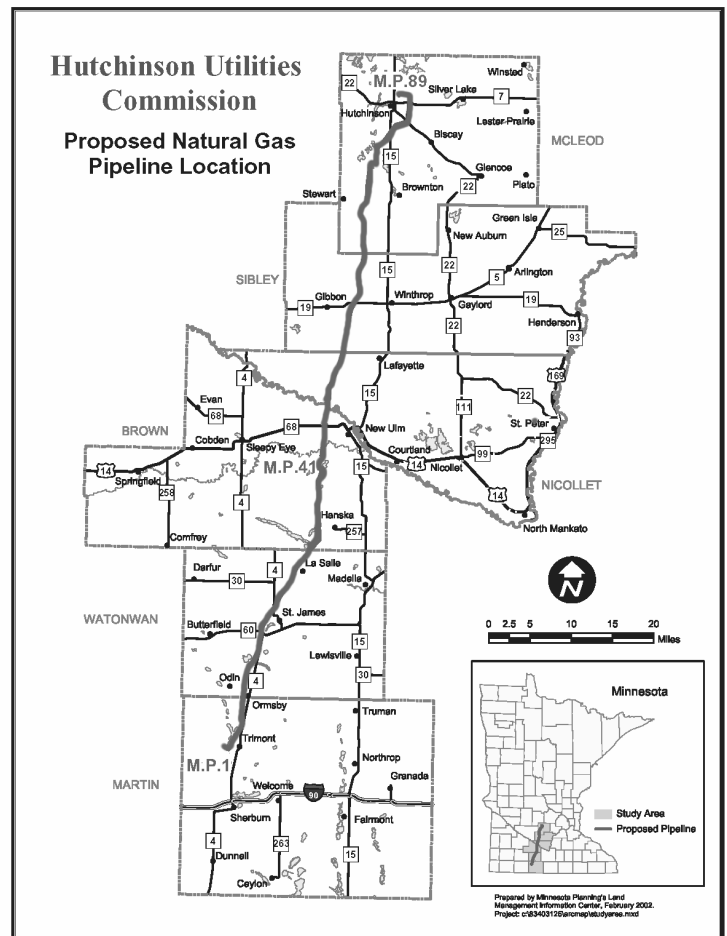 Hutchinson Utilities
Commission
Proposed Natural Gas
Pipeline Location
Winsted
22
M.P.89
Silver Lake
7
Hutchinson
Lester-Prairie
Biscay
MCLEOD
15
Glencoe
22
Plato
Stewart
Brownton
Green Isle
25
New Auburn
22
15
5
Arlington
SIBLEY
19
Gibbon
Winthrop
Gaylord
19
22
Henderson
93
Lafayette
4
169
15
22
Evan
111
68
68
St. Peter
BROWN
New Ulm
295
Cobden
Sleepy Eye
Courtland
99
14
M.P.41
15
14
Nicollet
Springfield
NICOLLET
258
14
4
Hanska
257
North Mankato
Comfrey
La Salle
4
Darfur
30
Madelia
N
WATONWAN
St. James
Butterfield
60
0 2.5 5 10 15 20
Miles
15
Lewisville
30
Odin
4
Minnesota
Ormsby
Truman
Trimont
M.P.1
Northrop
Granada
MARTIN
Welcome
90
Study Area
Sherburn
Fairmont
Proposed Pipeline
4
263
15
Dunnell
Ceylon
Prepared by Minnesota Planning's Land
Management Information Center, February 2002.
Project: c:\83403125\arcmap\studyarea.mxd